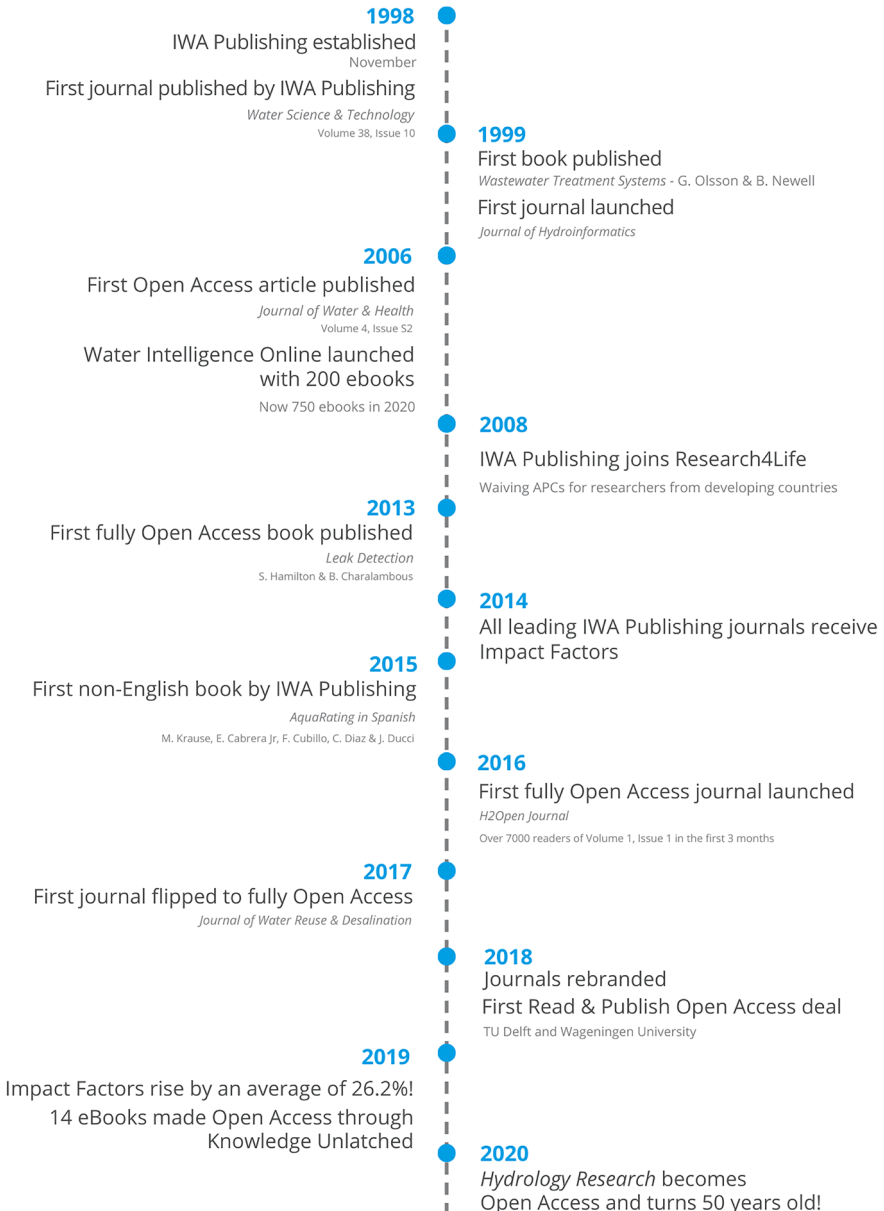 1998
IWA Publishing established
November
First journal published by IWA Publishing
Water Science & Technology
Volume 38, Issue 10
1999
First book published
Wastewater Treatment Systems - G. Olsson & B. Newell
First journal launched
Journal of Hydroinformatics
2006
First Open Access article published
Journal of Water & Health
Volume 4, Issue S2
Water Intelligence Online launched
with 200 ebooks
Now 750 ebooks in 2020
2008
IWA Publishing joins Research4Life
Waiving APCs for researchers from developing countries
2013
First fully Open Access book published
Leak Detection
S. Hamilton & B. Charalambous
2014
All leading IWA Publishing journals receive
Impact Factors
2015
First non-English book by IWA Publishing
AquaRating in Spanish
M. Krause, E. Cabrera Jr, F. Cubillo, C. Diaz & J. Ducci
2016
First fully Open Access journal launched
H2Open Journal
Over 7000 readers of Volume 1, Issue 1 in the first 3 months
2017
First journal flipped to fully Open Access
Journal of Water Reuse & Desalination
2018
Journals rebranded
First Read & Publish Open Access deal
TU Delft and Wageningen University
2019
Impact Factors rise by an average of 26.2%!
14 eBooks made Open Access through
Knowledge Unlatched
2020
Hydrology Research becomes
Open Access and turns 50 years old!